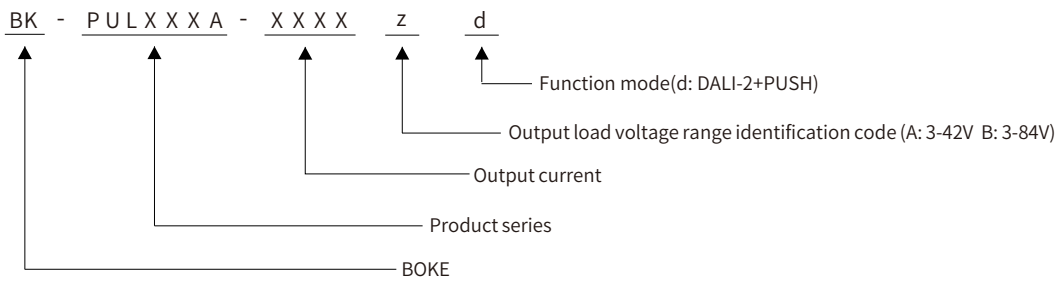 BK - PULXXXA - XXXX z d
Function mode(d: DALI-2+PUSH)
Output load voltage range identification code (A: 3-42V B: 3-84V)
Output current
Product series
BOKE